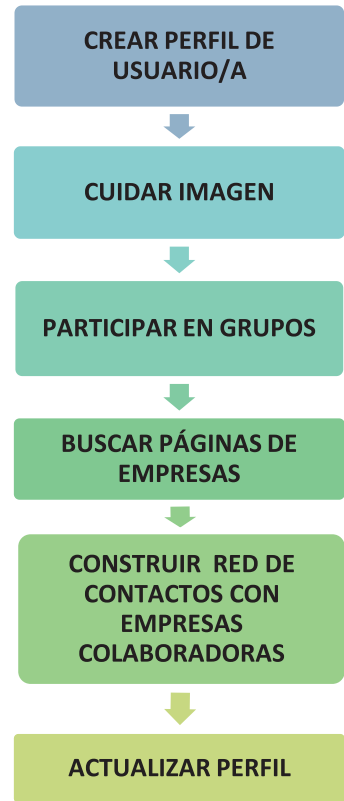 CREAR PERFIL DE
USUARIO/A
CUIDAR IMAGEN
PARTICIPAR EN GRUPOS
BUSCAR PÁGINAS DE
EMPRESAS
CONSTRUIR RED DE
CONTACTOS CON
EMPRESAS
COLABORADORAS
ACTUALIZAR PERFIL